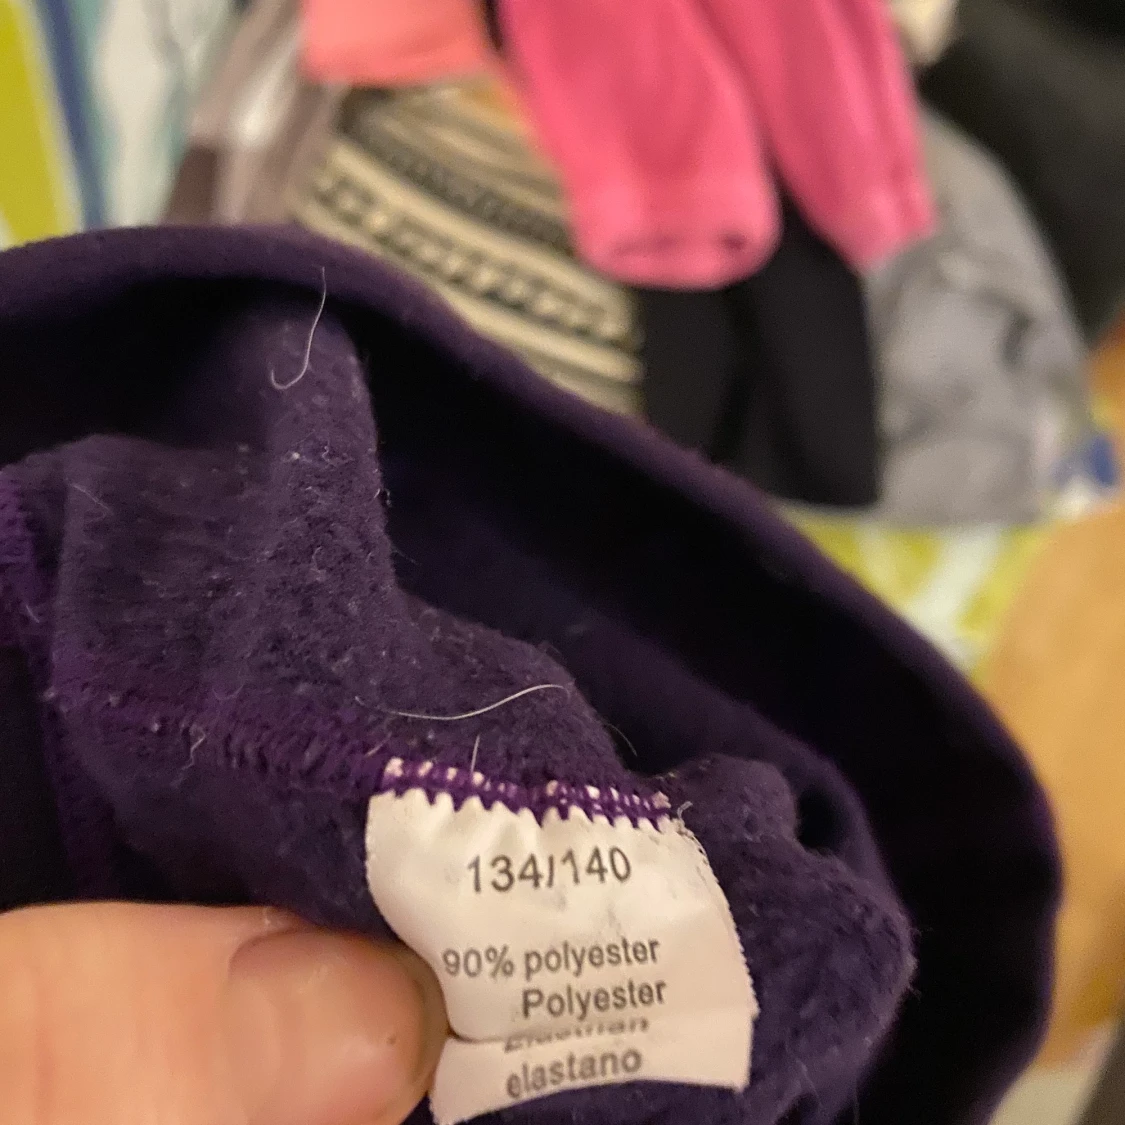 134/140
90% polyester
Polyester
elastano